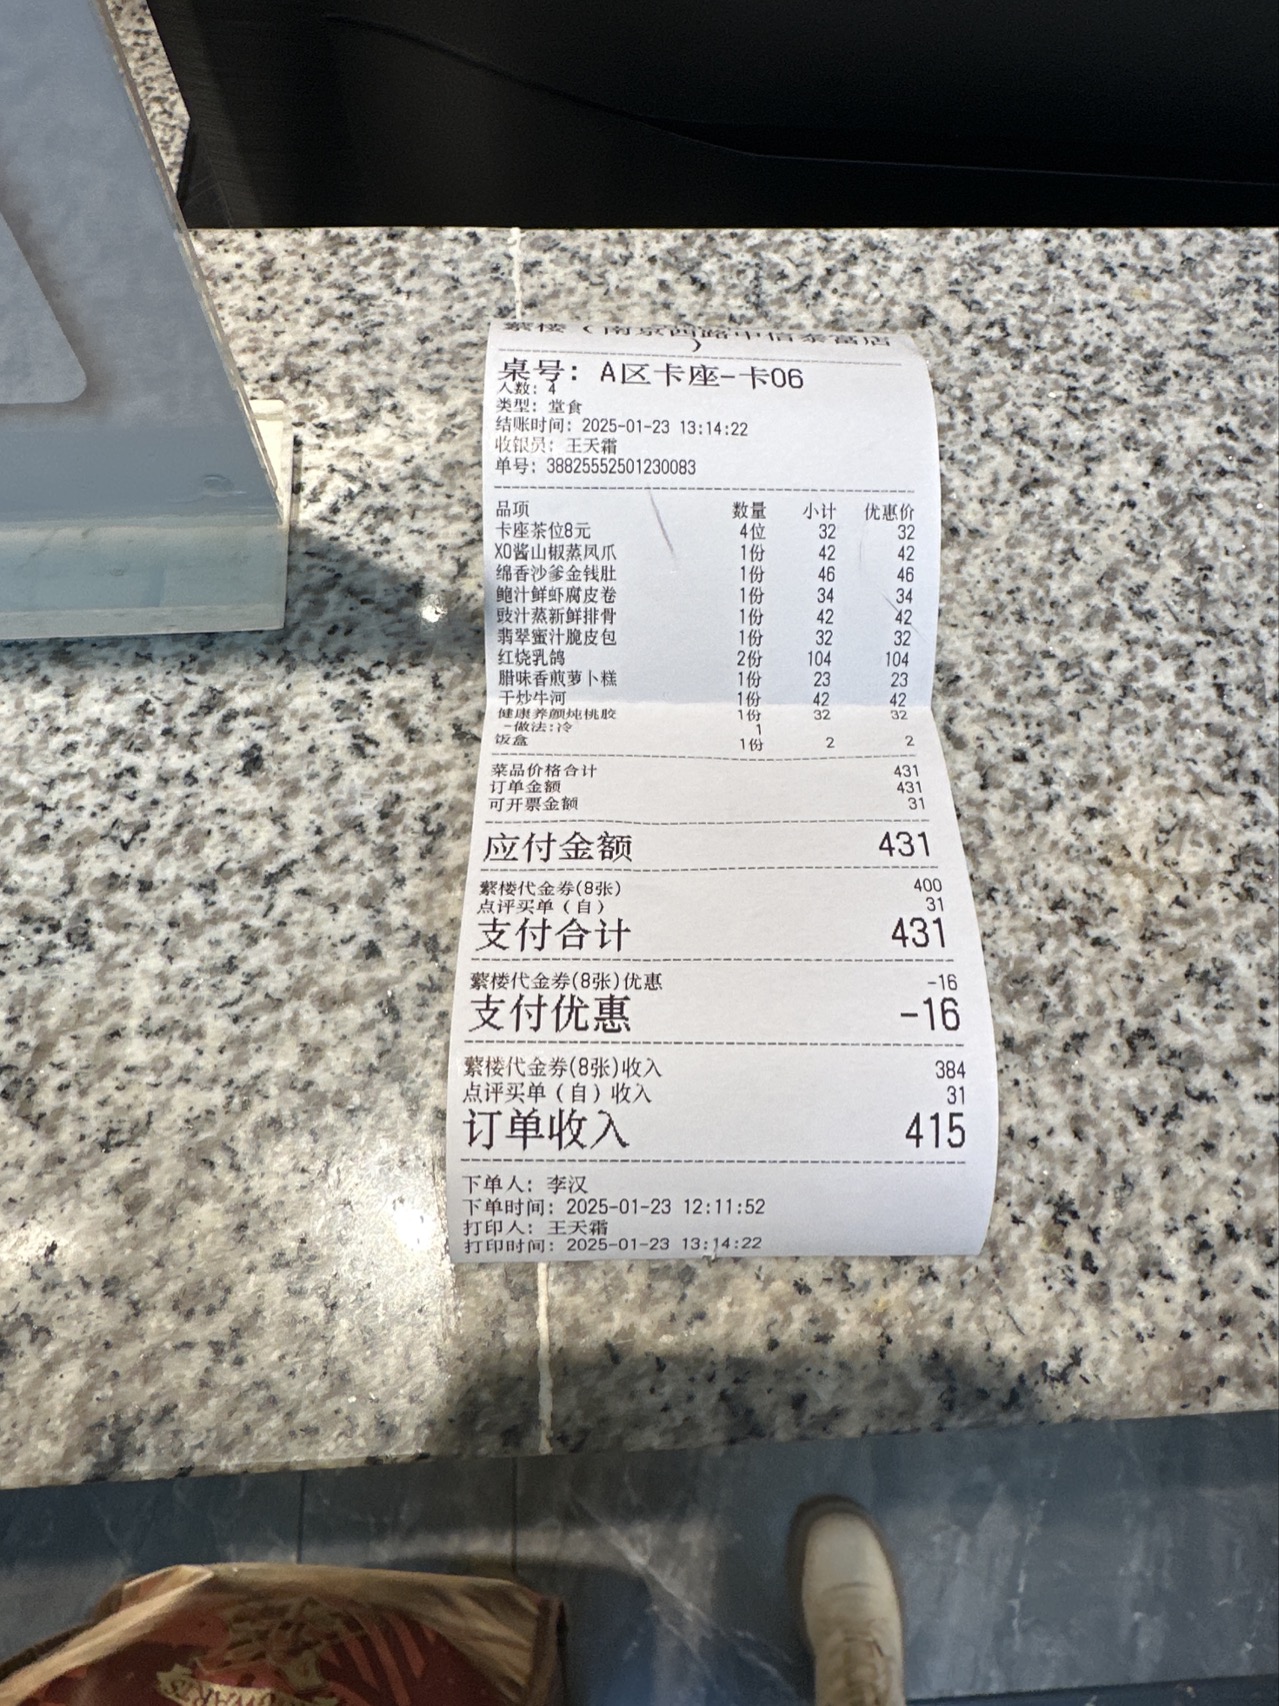 紫楼（南京西路中信泰富店
）
桌号：A区卡座-卡06
人数：4
类型：堂食
结账时间：2025-01-23 13:14:22
收银员：王天霜
单号：38825552501230083
品项 数量 小计 优惠价
卡座茶位8元 4位 32 32
XO酱山椒蒸凤爪 1份 42 42
绵香沙爹金钱肚 1份 46 46
鲍汁鲜虾腐皮卷 1份 34 34
豉汁蒸新鲜排骨 1份 42 42
翡翠蜜汁脆皮包 1份 32 32
红烧乳鸽 2份 104 104
腊味香煎萝卜糕 1份 23 23
干炒牛河 1份 42 42
健康养颜炖桃胶 1份 32 32
-做法:冷 1
饭盒 1份 2 2
菜品价格合计 431
订单金额 431
可开票金额 31
应付金额 431
蘩楼代金券(8张) 400
点评买单（自） 31
支付合计 431
蘩楼代金券(8张)优惠 -16
支付优惠 -16
蘩楼代金券(8张)收入 384
点评买单（自）收入 31
订单收入 415
下单人：李汉
下单时间：2025-01-23 12:11:52
打印人：王天霜
打印时间：2025-01-23 13:14:22